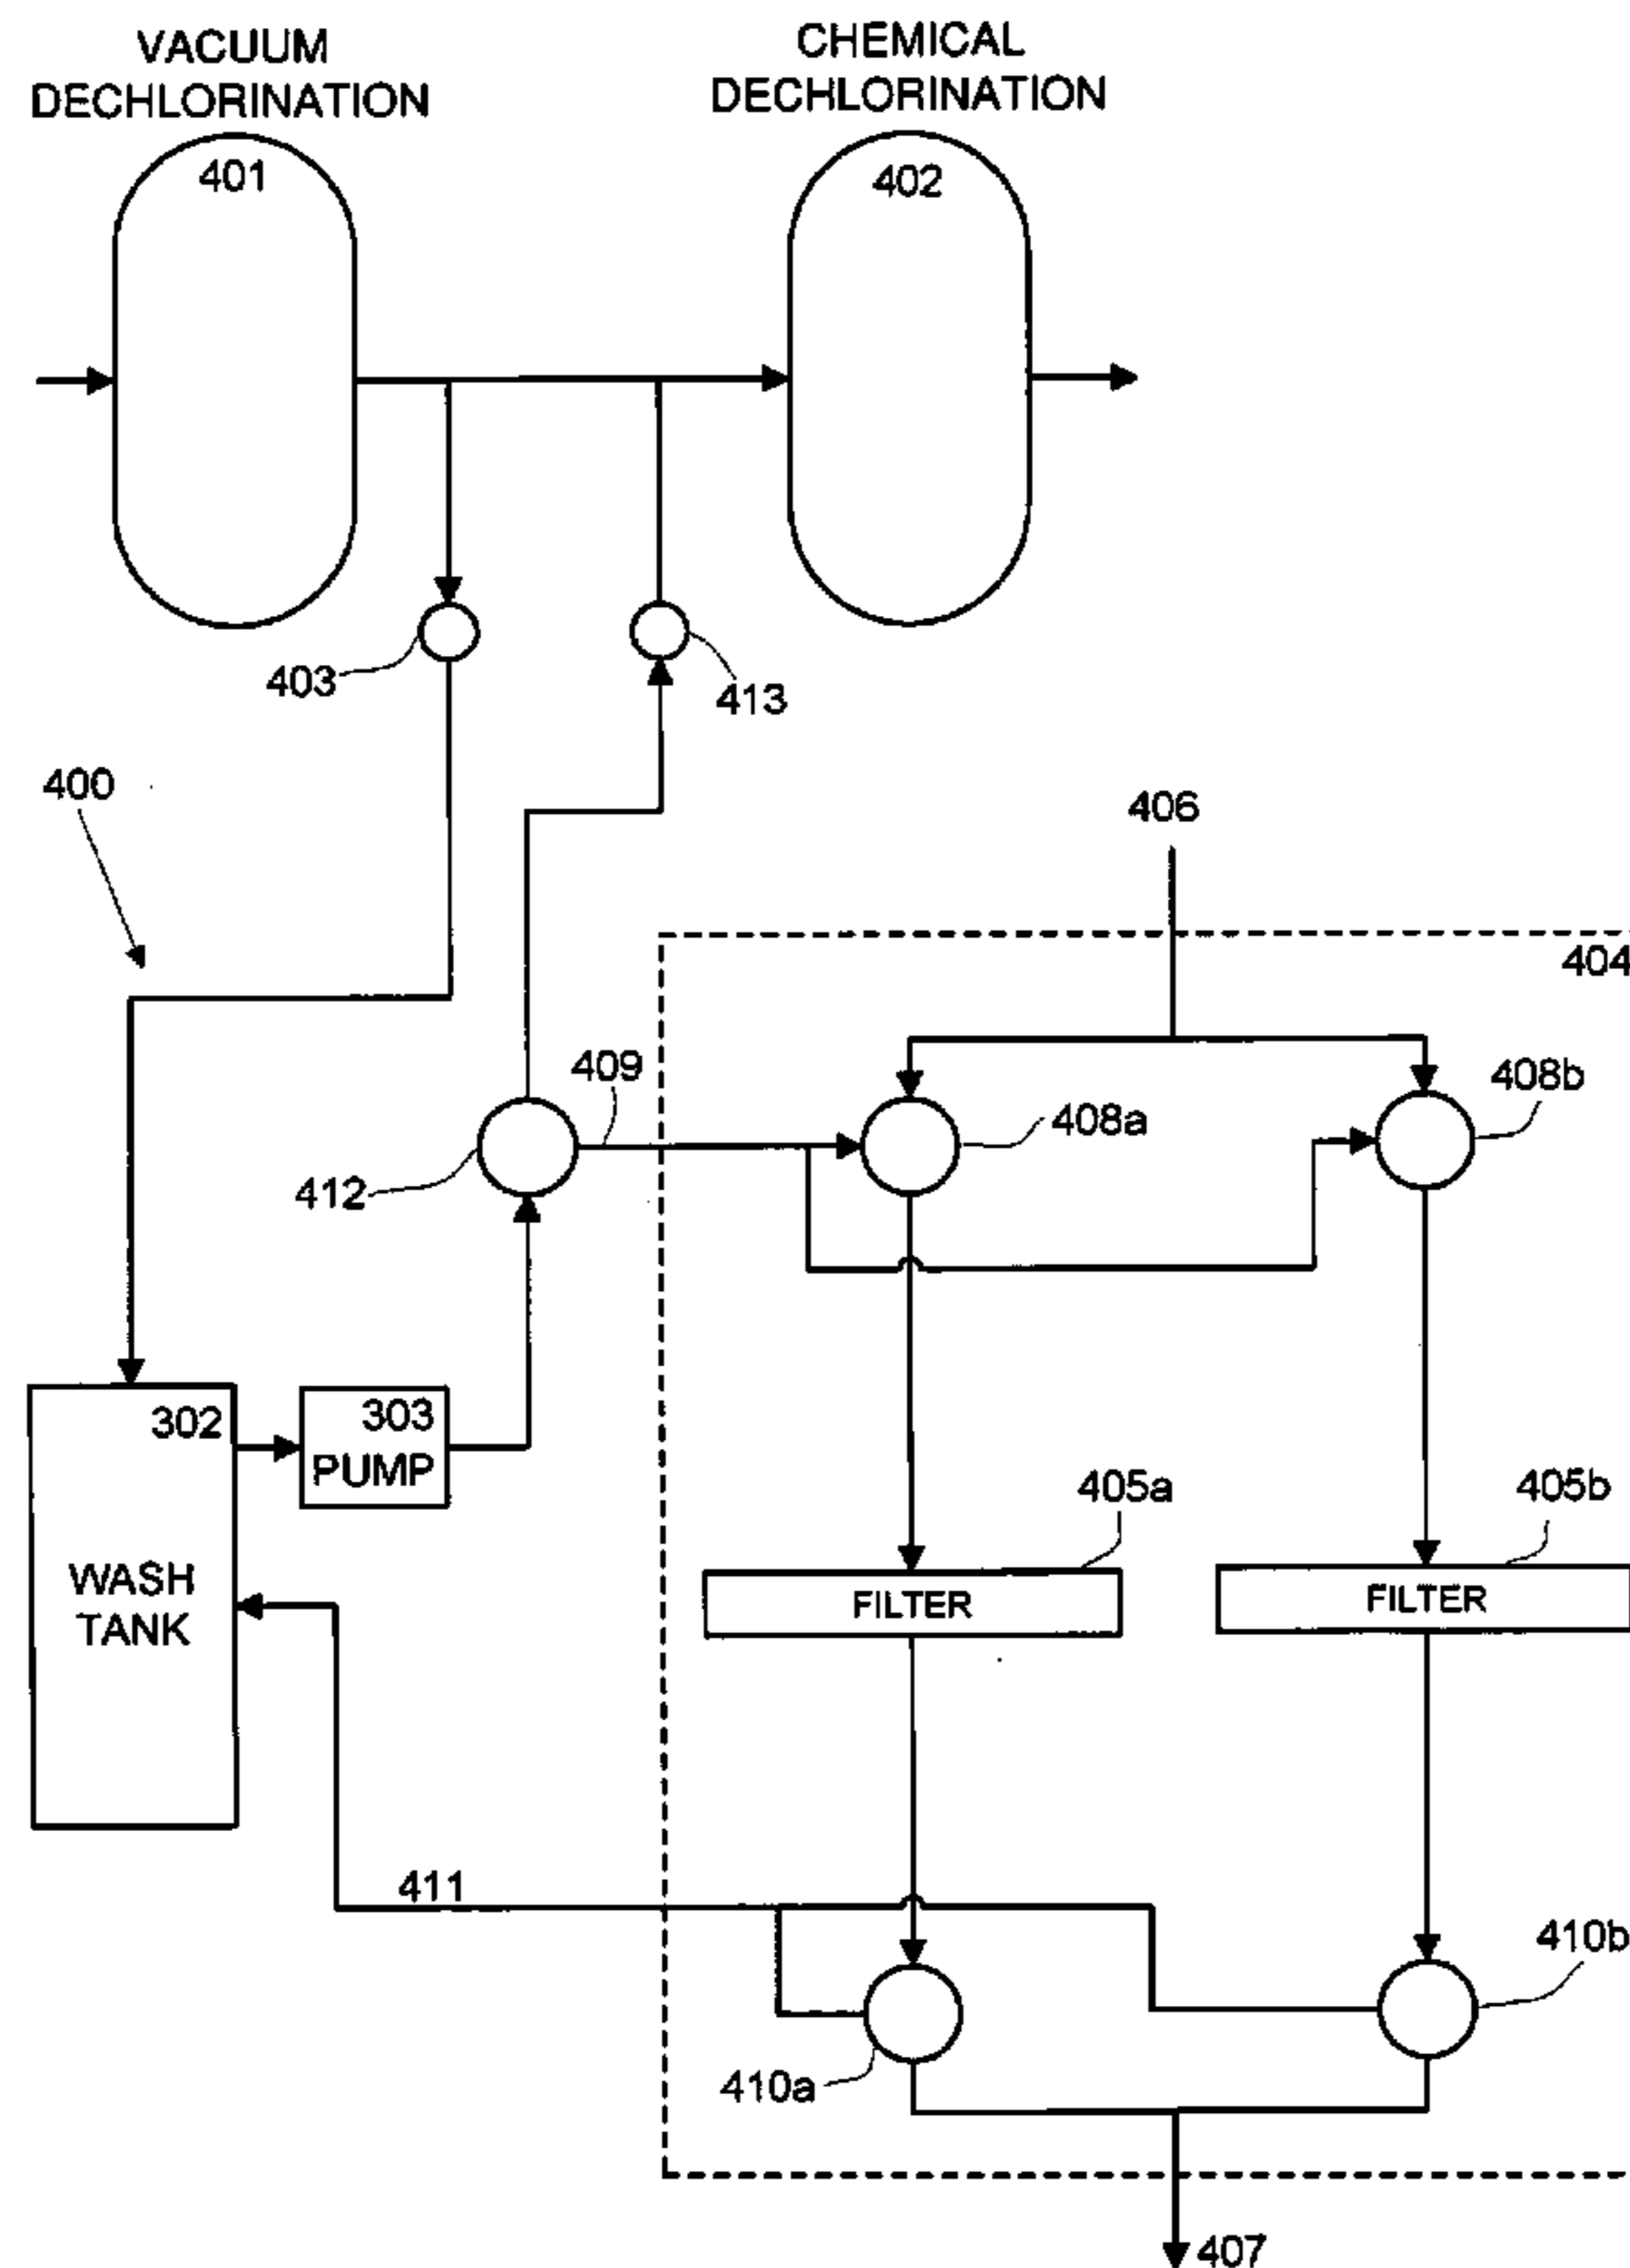 VACUUM
DECHLORINATION
CHEMICAL
DECHLORINATION
401
402
403
413
400
406
404
409
408a
408b
412
302
303
PUMP
405a
405b
WASH
TANK
FILTER
FILTER
411
410b
410a
407